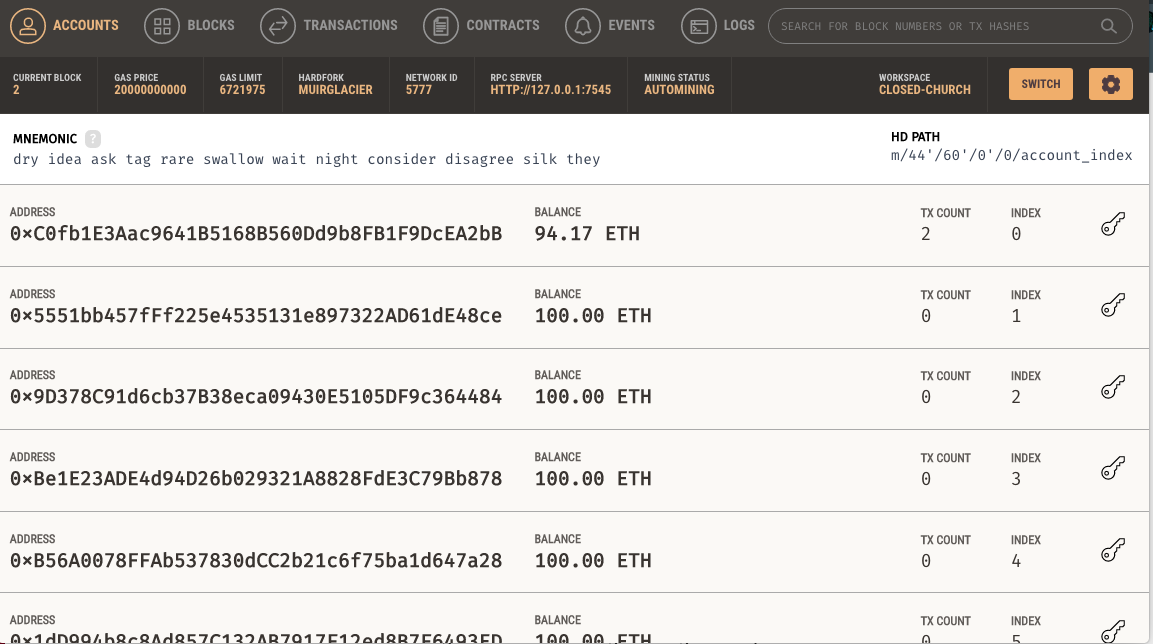 ACCOUNTS BLOCKS TRANSACTIONS CONTRACTS EVENTS LOGS SEARCH FOR BLOCK NUMBERS OR TX HASHES
CURRENT BLOCK GAS PRICE GAS LIMIT HARDFORK NETWORK ID RPC SERVER MINING STATUS WORKSPACE
2 20000000000 6721975 MUIRGLACIER 5777 HTTP://127.0.0.1:7545 AUTOMINING CLOSED-CHURCH SWITCH
MNEMONIC ? HD PATH
dry idea ask tag rare swallow wait night consider disagree silk they m/44'/60'/0'/0/account_index
ADDRESS BALANCE TX COUNT INDEX
0×C0fb1E3Aac9641B5168B560Dd9b8FB1F9DcEA2bB 94.17 ETH 2 0
ADDRESS BALANCE TX COUNT INDEX
0×5551bb457fFf225e4535131e897322AD61dE48ce 100.00 ETH 0 1
ADDRESS BALANCE TX COUNT INDEX
0×9D378C91d6cb37B38eca09430E5105DF9c364484 100.00 ETH 0 2
ADDRESS BALANCE TX COUNT INDEX
0×Be1E23ADE4d94D26b029321A8828FdE3C79Bb878 100.00 ETH 0 3
ADDRESS BALANCE TX COUNT INDEX
0×B56A0078FFAb537830dCC2b21c6f75ba1d647a28 100.00 ETH 0 4
ADDRESS BALANCE TX COUNT INDEX
100.00 ETH 0 5